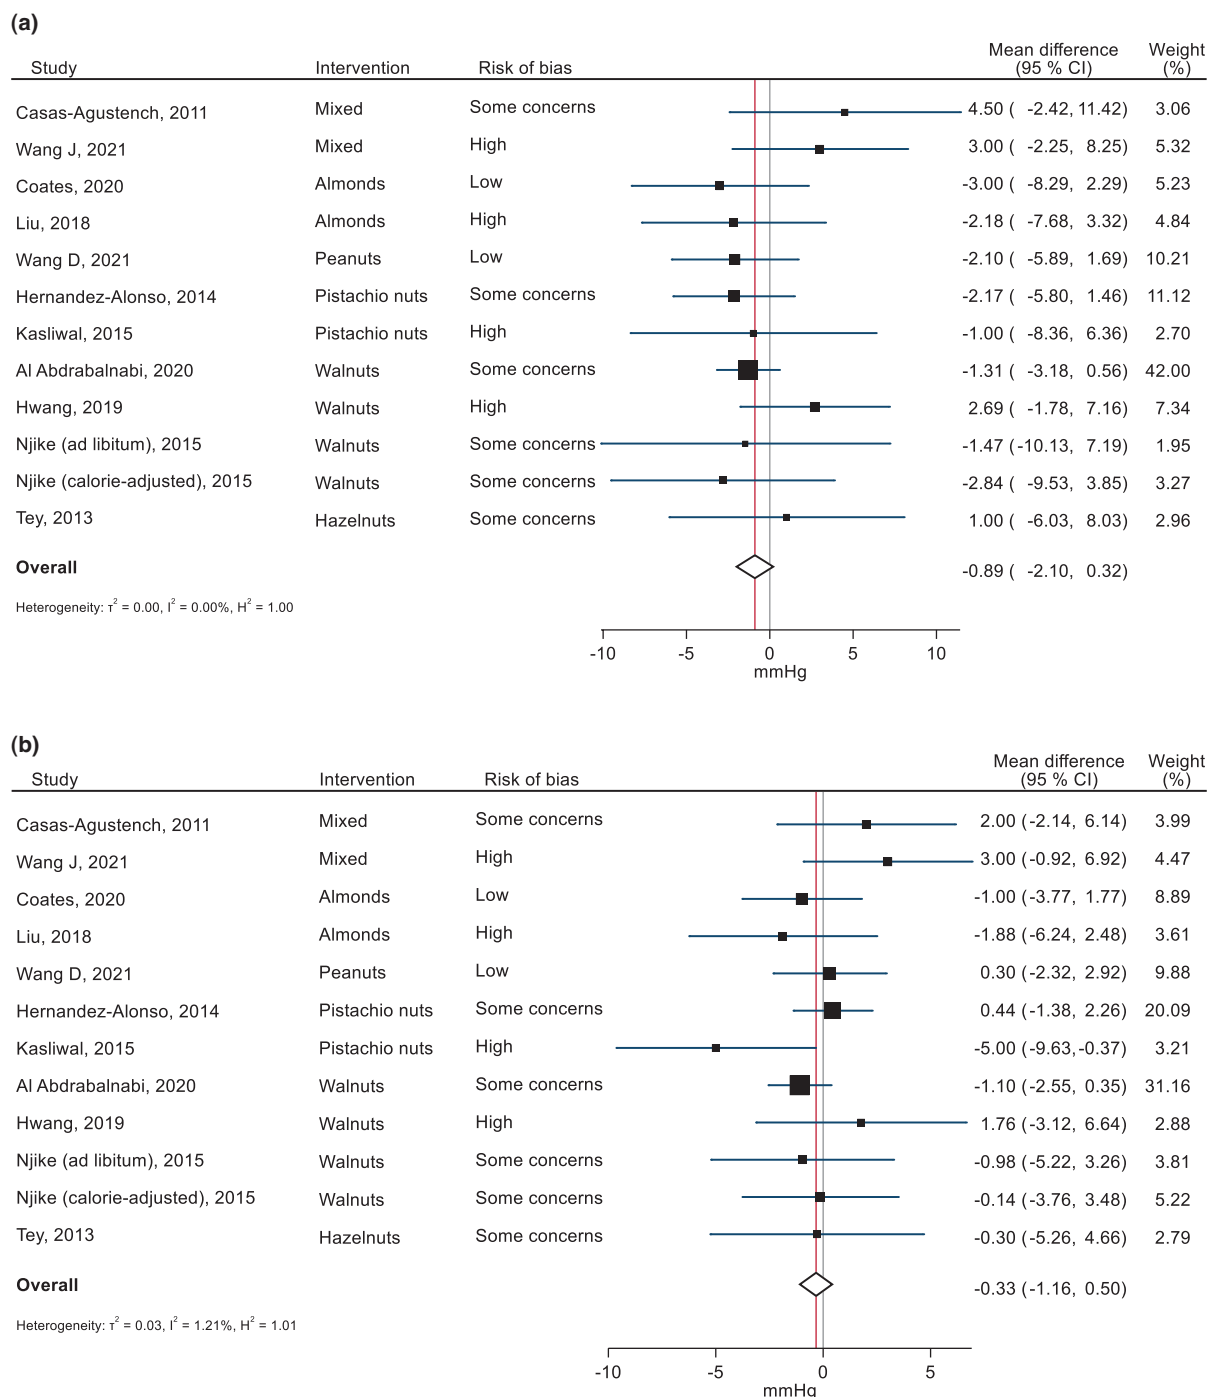 (a)
Study Intervention Risk of bias Mean difference (95 % CI) Weight (%)
Casas-Agustench, 2011 Mixed Some concerns 4.50 ( -2.42, 11.42) 3.06
Wang J, 2021 Mixed High 3.00 ( -2.25, 8.25) 5.32
Coates, 2020 Almonds Low -3.00 ( -8.29, 2.29) 5.23
Liu, 2018 Almonds High -2.18 ( -7.68, 3.32) 4.84
Wang D, 2021 Peanuts Low -2.10 ( -5.89, 1.69) 10.21
Hernandez-Alonso, 2014 Pistachio nuts Some concerns -2.17 ( -5.80, 1.46) 11.12
Kasliwal, 2015 Pistachio nuts High -1.00 ( -8.36, 6.36) 2.70
Al Abdrabalnabi, 2020 Walnuts Some concerns -1.31 ( -3.18, 0.56) 42.00
Hwang, 2019 Walnuts High 2.69 ( -1.78, 7.16) 7.34
Njike (ad libitum), 2015 Walnuts Some concerns -1.47 (-10.13, 7.19) 1.95
Njike (calorie-adjusted), 2015 Walnuts Some concerns -2.84 ( -9.53, 3.85) 3.27
Tey, 2013 Hazelnuts Some concerns 1.00 ( -6.03, 8.03) 2.96
Overall -0.89 ( -2.10, 0.32)
Heterogeneity: τ² = 0.00, I² = 0.00%, H² = 1.00
-10 -5 0 5 10
mmHg
(b)
Study Intervention Risk of bias Mean difference (95 % CI) Weight (%)
Casas-Agustench, 2011 Mixed Some concerns 2.00 (-2.14, 6.14) 3.99
Wang J, 2021 Mixed High 3.00 (-0.92, 6.92) 4.47
Coates, 2020 Almonds Low -1.00 (-3.77, 1.77) 8.89
Liu, 2018 Almonds High -1.88 (-6.24, 2.48) 3.61
Wang D, 2021 Peanuts Low 0.30 (-2.32, 2.92) 9.88
Hernandez-Alonso, 2014 Pistachio nuts Some concerns 0.44 (-1.38, 2.26) 20.09
Kasliwal, 2015 Pistachio nuts High -5.00 (-9.63,-0.37) 3.21
Al Abdrabalnabi, 2020 Walnuts Some concerns -1.10 (-2.55, 0.35) 31.16
Hwang, 2019 Walnuts High 1.76 (-3.12, 6.64) 2.88
Njike (ad libitum), 2015 Walnuts Some concerns -0.98 (-5.22, 3.26) 3.81
Njike (calorie-adjusted), 2015 Walnuts Some concerns -0.14 (-3.76, 3.48) 5.22
Tey, 2013 Hazelnuts Some concerns -0.30 (-5.26, 4.66) 2.79
Overall -0.33 (-1.16, 0.50)
Heterogeneity: τ² = 0.03, I² = 1.21%, H² = 1.01
-10 -5 0 5
mmHg